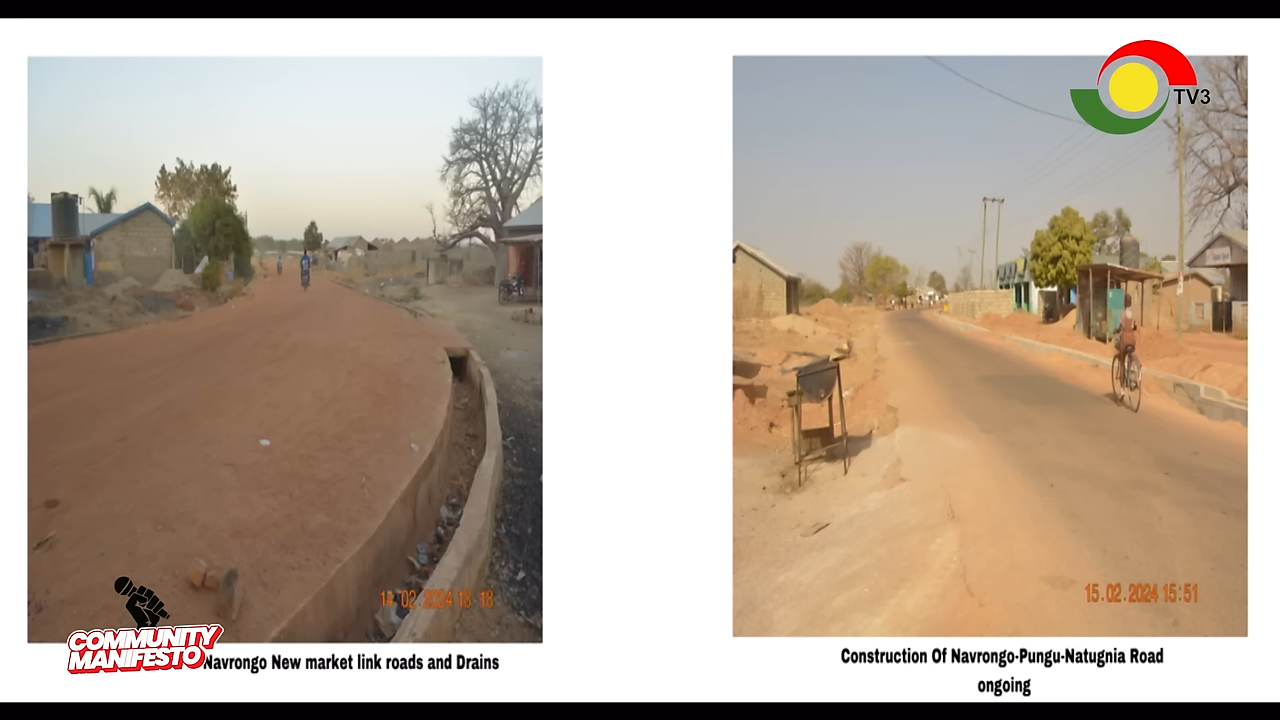 TV3
14 02 2024 18 18
15.02.2024 15:51
COMMUNITY
MANIFESTO
Navrongo New market link roads and Drains
Construction Of Navrongo-Pungu-Natugnia Road
ongoing